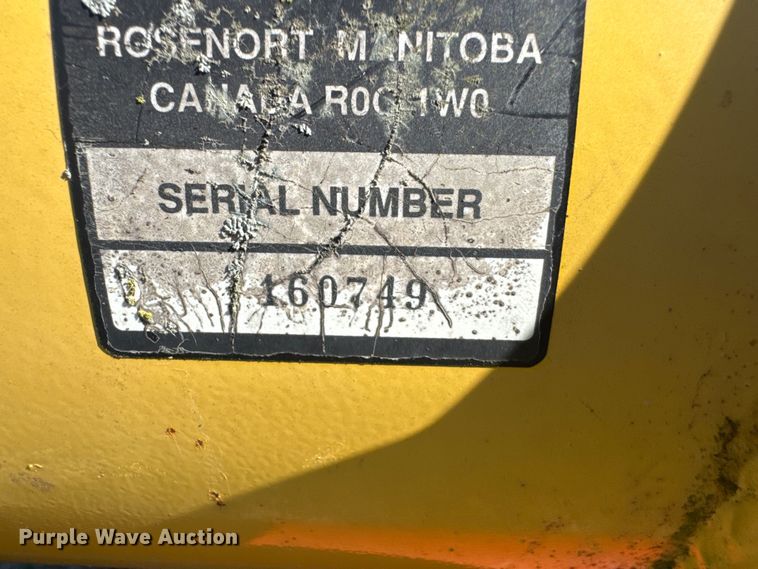 ROSENORT MANITOBA
CANADA R0G 1W0
SERIAL NUMBER
160749
Purple Wave Auction